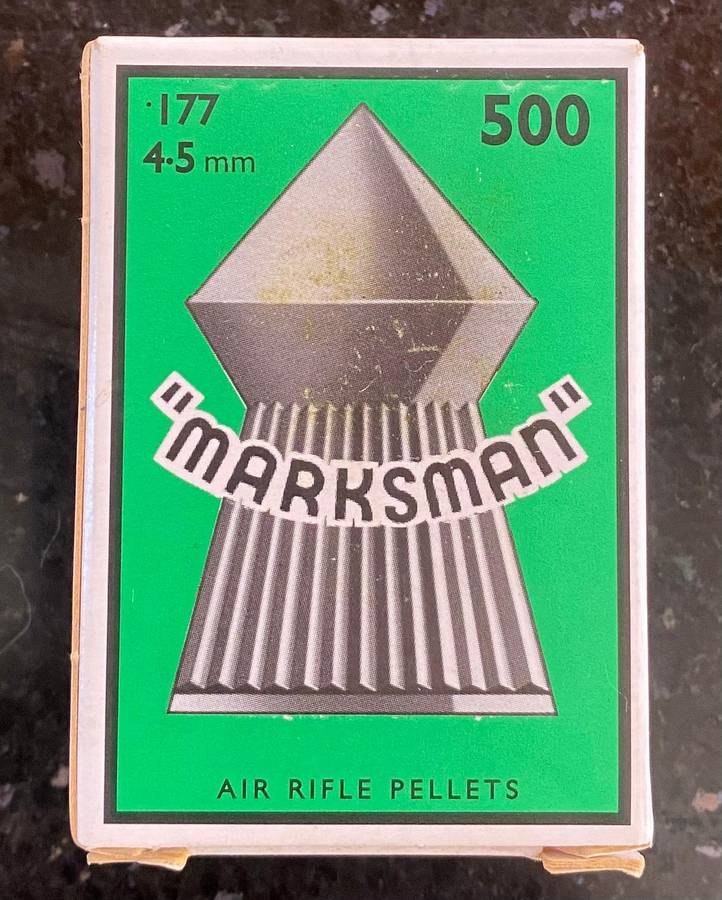 ·177
4·5 mm
500
"MARKSMAN"
AIR RIFLE PELLETS